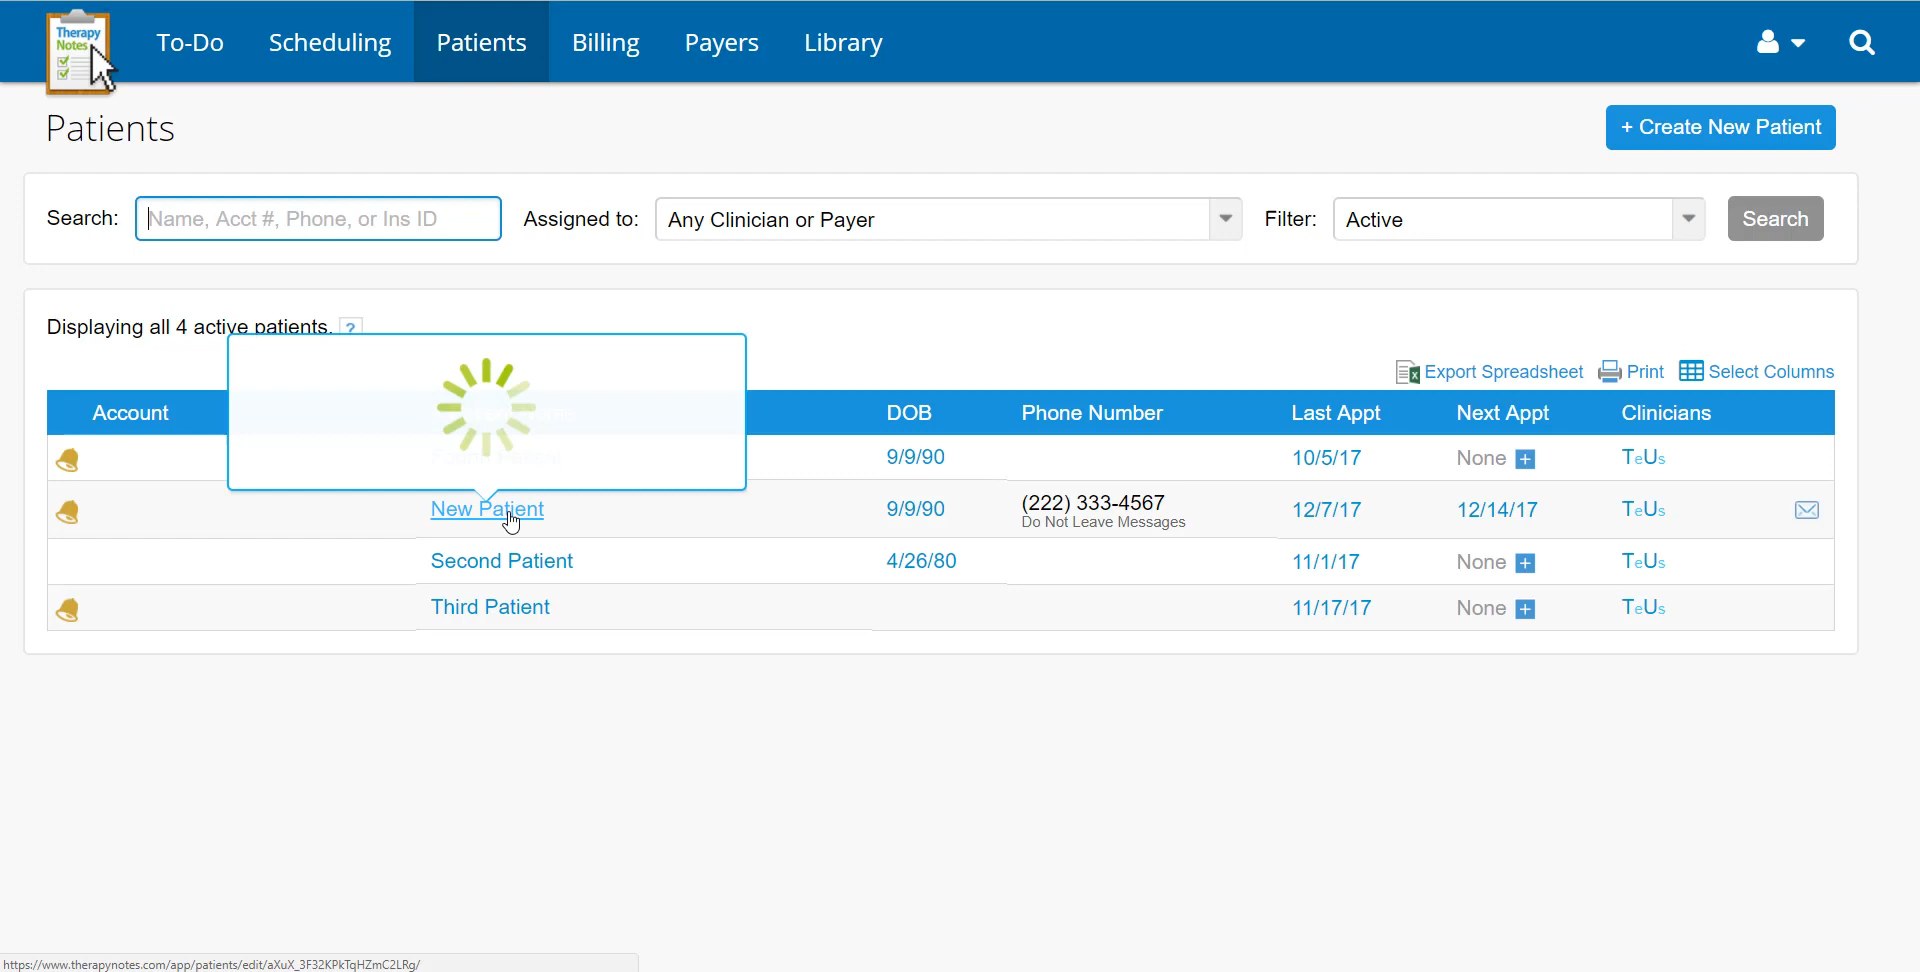 Therapy
Notes
To-Do Scheduling Patients Billing Payers Library
Patients
+ Create New Patient
Search: Name, Acct #, Phone, or Ins ID Assigned to: Any Clinician or Payer Filter: Active Search
Displaying all 4 active patients. ?
Export Spreadsheet Print Select Columns
Account DOB Phone Number Last Appt Next Appt Clinicians
9/9/90 10/5/17 None + TeUs
New Patient 9/9/90 (222) 333-4567 12/7/17 12/14/17 TeUs
Do Not Leave Messages
Second Patient 4/26/80 11/1/17 None + TeUs
Third Patient 11/17/17 None + TeUs
https://www.therapynotes.com/app/patients/edit/aXuX_3F32KPkTqHZmC2LRg/